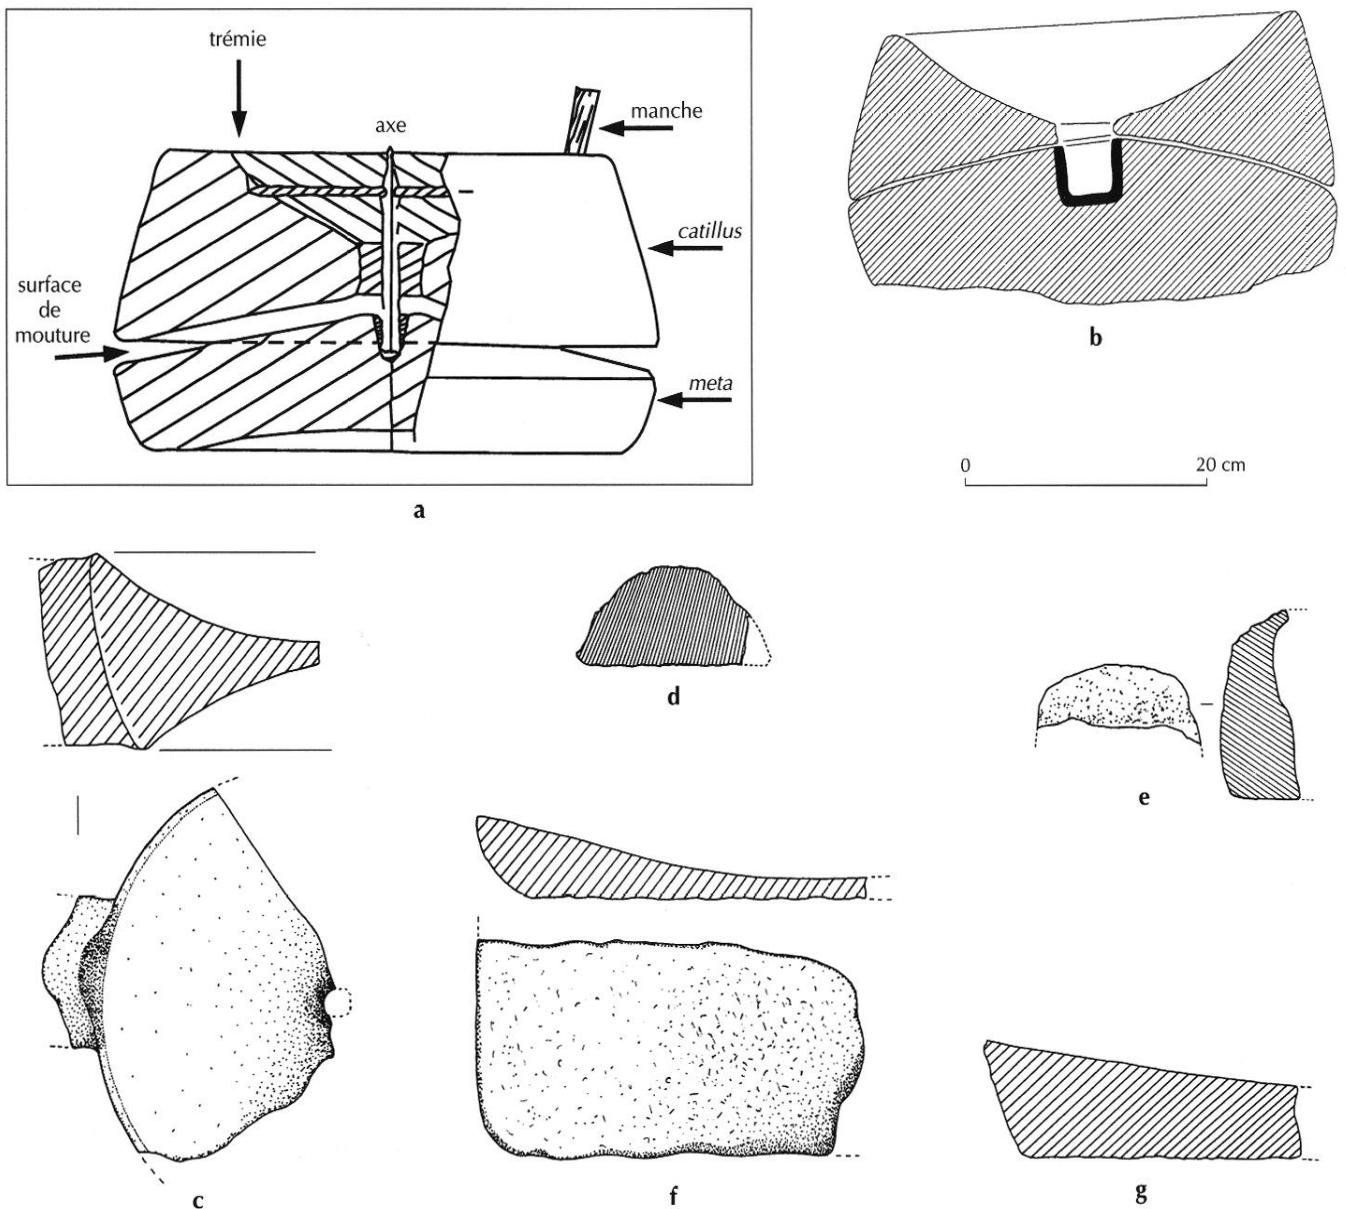 trémie
axe
manche
catillus
surface
de
mouture
meta
a
b
0 20 cm
c
d
e
f
g